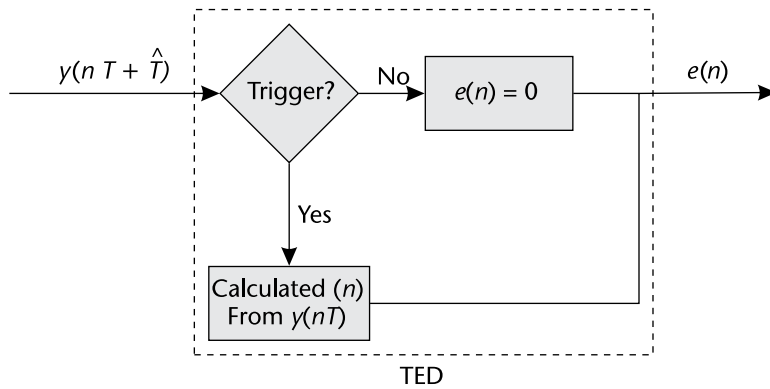 y(n T + T̂)
Trigger?
No
e(n) = 0
e(n)
Yes
Calculated (n)
From y(nT)
TED